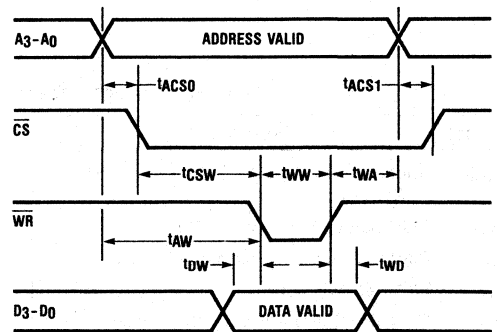 A3-A0 ADDRESS VALID
tACS0 tACS1
CS
tCSW tWW tWA
WR
tAW
tDW tWD
D3-D0 DATA VALID